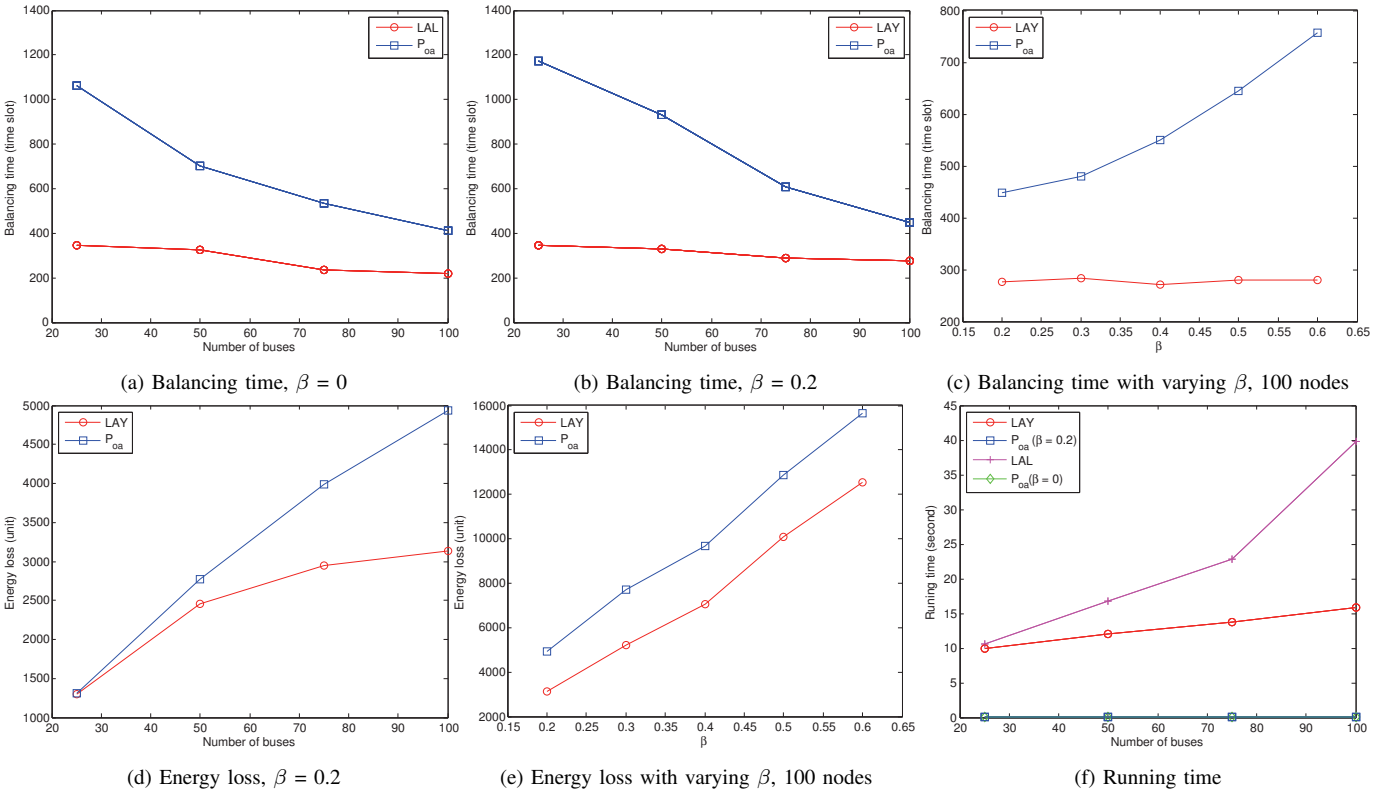 1400
1200
1000
800
600
400
200
0
20 30 40 50 60 70 80 90 100
Balancing time (time slot)
Number of buses
LAL
P_oa
(a) Balancing time, β = 0
1400
1200
1000
800
600
400
200
0
20 30 40 50 60 70 80 90 100
Balancing time (time slot)
Number of buses
LAY
P_oa
(b) Balancing time, β = 0.2
800
700
600
500
400
300
200
0.15 0.2 0.25 0.3 0.35 0.4 0.45 0.5 0.55 0.6 0.65
Balancing time (time slot)
β
LAY
P_oa
(c) Balancing time with varying β, 100 nodes
5000
4500
4000
3500
3000
2500
2000
1500
1000
20 30 40 50 60 70 80 90 100
Energy loss (unit)
Number of buses
LAY
P_oa
(d) Energy loss, β = 0.2
16000
14000
12000
10000
8000
6000
4000
2000
0.15 0.2 0.25 0.3 0.35 0.4 0.45 0.5 0.55 0.6 0.65
Energy loss (unit)
β
LAY
P_oa
(e) Energy loss with varying β, 100 nodes
45
40
35
30
25
20
15
10
5
0
20 30 40 50 60 70 80 90 100
Runing time (second)
Number of buses
LAY
P_oa (β = 0.2)
LAL
P_oa(β = 0)
(f) Running time